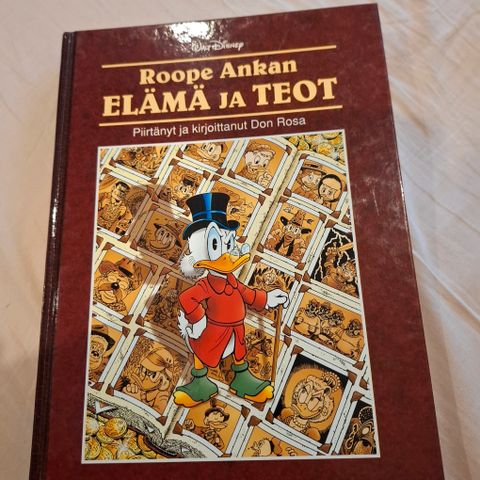 Walt Disney
Roope Ankan
ELÄMÄ JA TEOT
Piirtänyt ja kirjoittanut Don Rosa